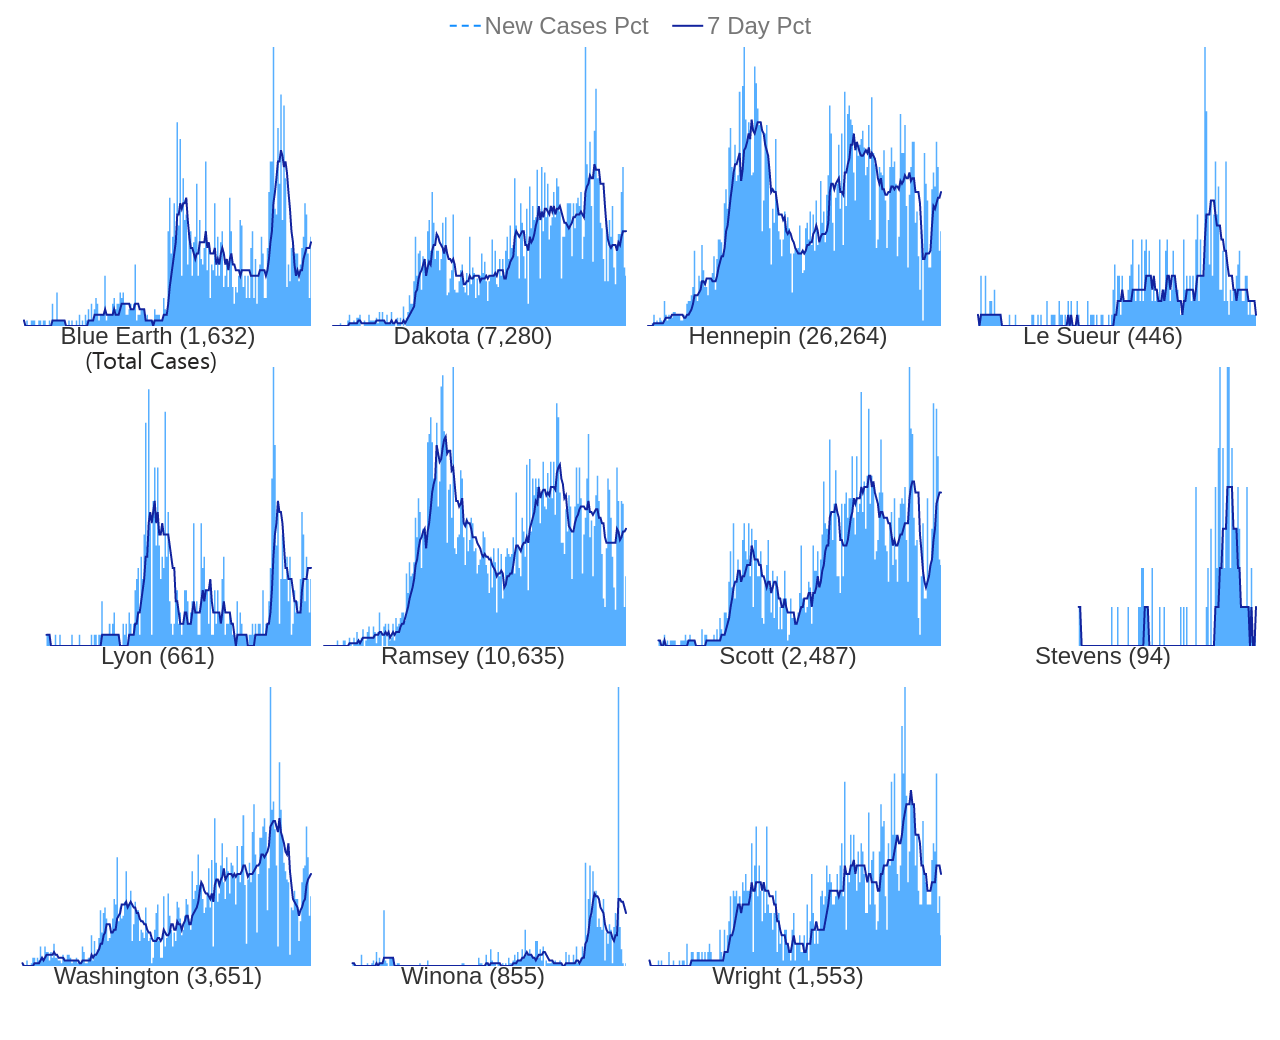 New Cases Pct 7 Day Pct
Blue Earth (1,632) Dakota (7,280) Hennepin (26,264) Le Sueur (446)
(Total Cases)
Lyon (661) Ramsey (10,635) Scott (2,487) Stevens (94)
Washington (3,651) Winona (855) Wright (1,553)